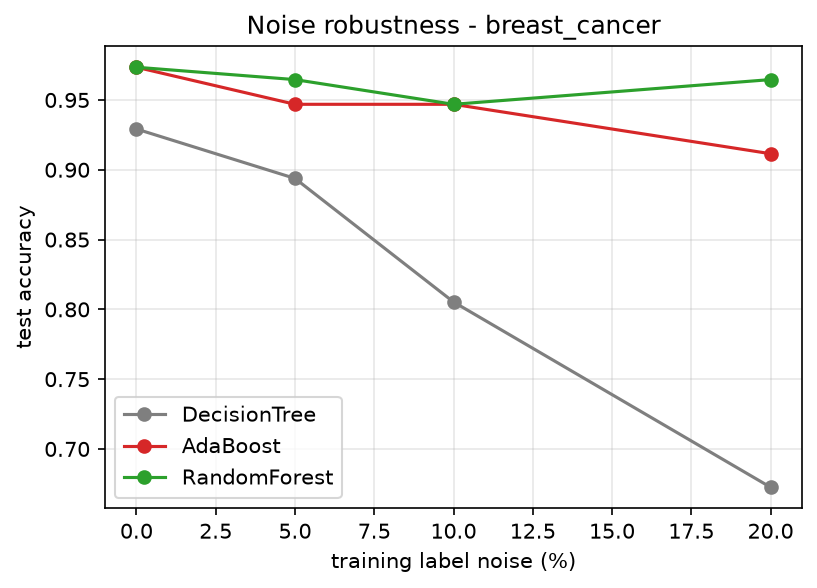 Noise robustness - breast_cancer
test accuracy
0.95
0.90
0.85
0.80
0.75
0.70
DecisionTree
AdaBoost
RandomForest
0.0 2.5 5.0 7.5 10.0 12.5 15.0 17.5 20.0
training label noise (%)